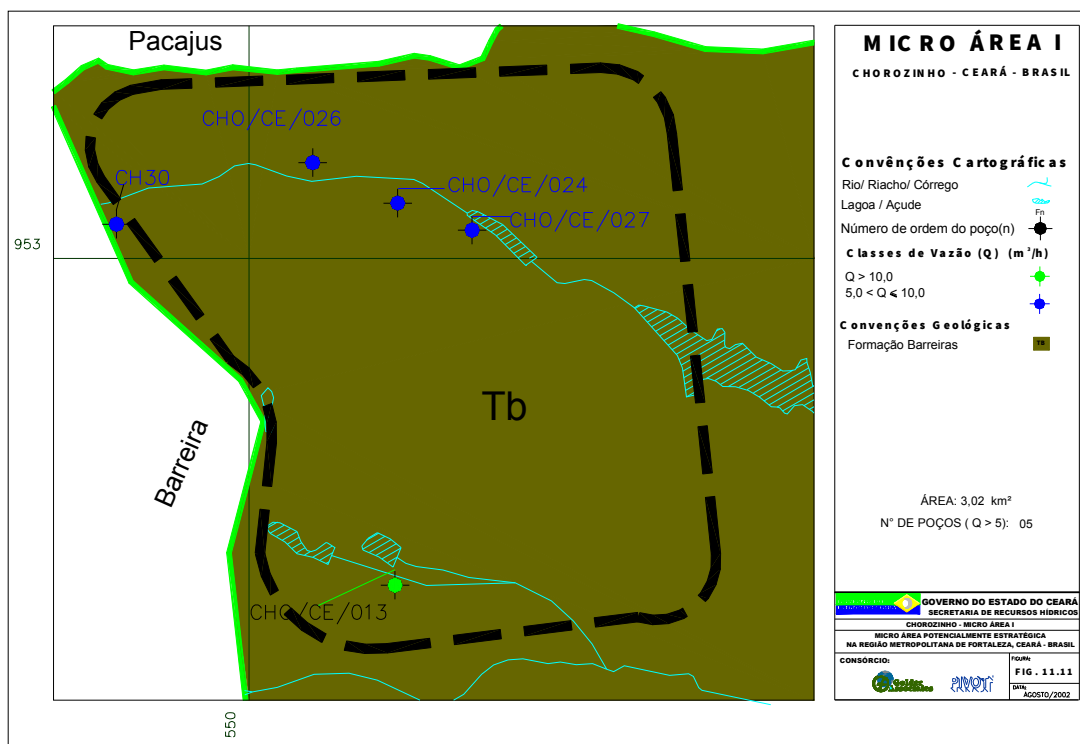 Pacajus
CHO/CE/026
CH30
CHO/CE/024
CHO/CE/027
953
Tb
Barreira
CHO/CE/013
550
MICRO ÁREA I
CHOROZINHO - CEARÁ - BRASIL
Convênções Cartográficas
Rio/ Riacho/ Córrego
Lagoa / Açude
Fn
Número de ordem do poço(n)
Classes de Vazão (Q) (m³/h)
Q > 10,0
5,0 < Q ⩽ 10,0
Convenções Geológicas
Formação Barreiras
TB
ÁREA: 3,02 km²
N° DE POÇOS ( Q > 5): 05
GOVERNO DO ESTADO DO CEARÁ
SECRETARIA DE RECURSOS HÍDRICOS
CHOROZINHO - MICRO ÁREA I
MICRO ÁREA POTENCIALMENTE ESTRATÉGICA
NA REGIÃO METROPOLITANA DE FORTALEZA, CEARÁ - BRASIL
CONSÓRCIO:
Golder Associates
PIVOT
FIGURA:
FIG. 11.11
DATA:
AGOSTO/2002